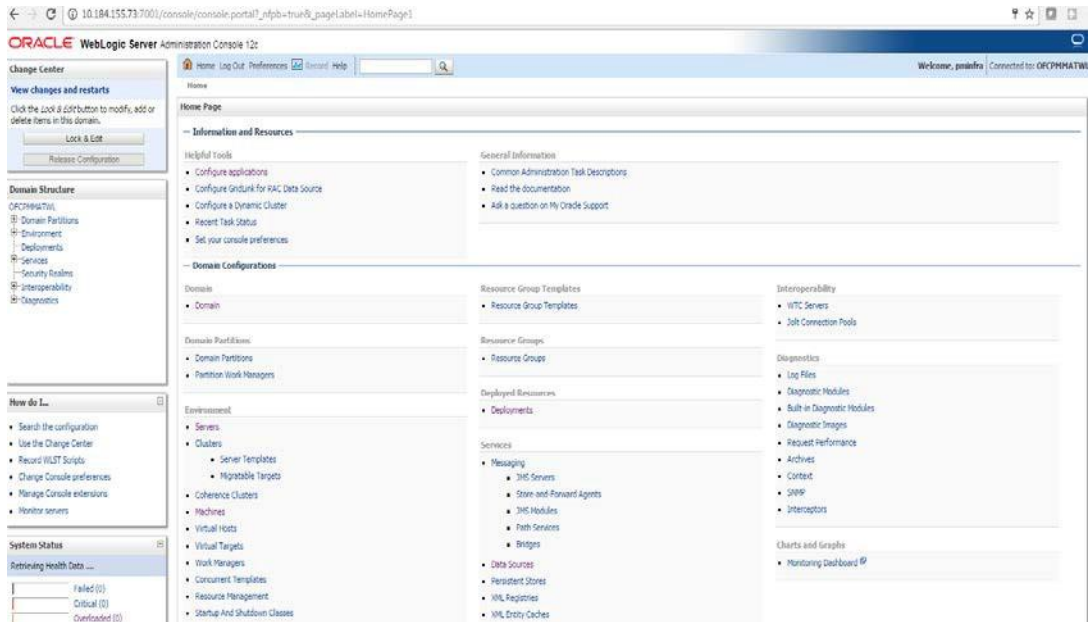 10.184.155.73:7001/console/console.portal?_nfpb=true&_pageLabel=HomePage1
ORACLE WebLogic Server Administration Console 12c
Change Center
View changes and restarts
Click the Lock & Edit button to modify, add or
delete items in this domain.
Lock & Edit
Release Configuration
Domain Structure
OFCPMMATWL
Domain Partitions
Environment
Deployments
Services
Security Realms
Interoperability
Diagnostics
How do I...
Search the configuration
Use the Change Center
Record WLST Scripts
Change Console preferences
Manage Console extensions
Monitor servers
System Status
Retrieving Health Data ....
Failed (0)
Critical (0)
Overloaded (0)
Home Log Out Preferences Record Help
Welcome, pminfra Connected to: OFCPMMATWL
Home
Home Page
Information and Resources
Helpful Tools
Configure applications
Configure GridLink for RAC Data Source
Configure a Dynamic Cluster
Recent Task Status
Set your console preferences
General Information
Common Administration Task Descriptions
Read the documentation
Ask a question on My Oracle Support
Domain Configurations
Domain
Domain
Domain Partitions
Domain Partitions
Partition Work Managers
Environment
Servers
Clusters
Server Templates
Migratable Targets
Coherence Clusters
Machines
Virtual Hosts
Virtual Targets
Work Managers
Concurrent Templates
Resource Management
Startup And Shutdown Classes
Resource Group Templates
Resource Group Templates
Resource Groups
Resource Groups
Deployed Resources
Deployments
Services
Messaging
JMS Servers
Store-and-Forward Agents
JMS Modules
Path Services
Bridges
Data Sources
Persistent Stores
XML Registries
XML Entity Caches
Interoperability
WTC Servers
Jolt Connection Pools
Diagnostics
Log Files
Diagnostic Modules
Built-in Diagnostic Modules
Diagnostic Images
Request Performance
Archives
Context
SNMP
Interceptors
Charts and Graphs
Monitoring Dashboard